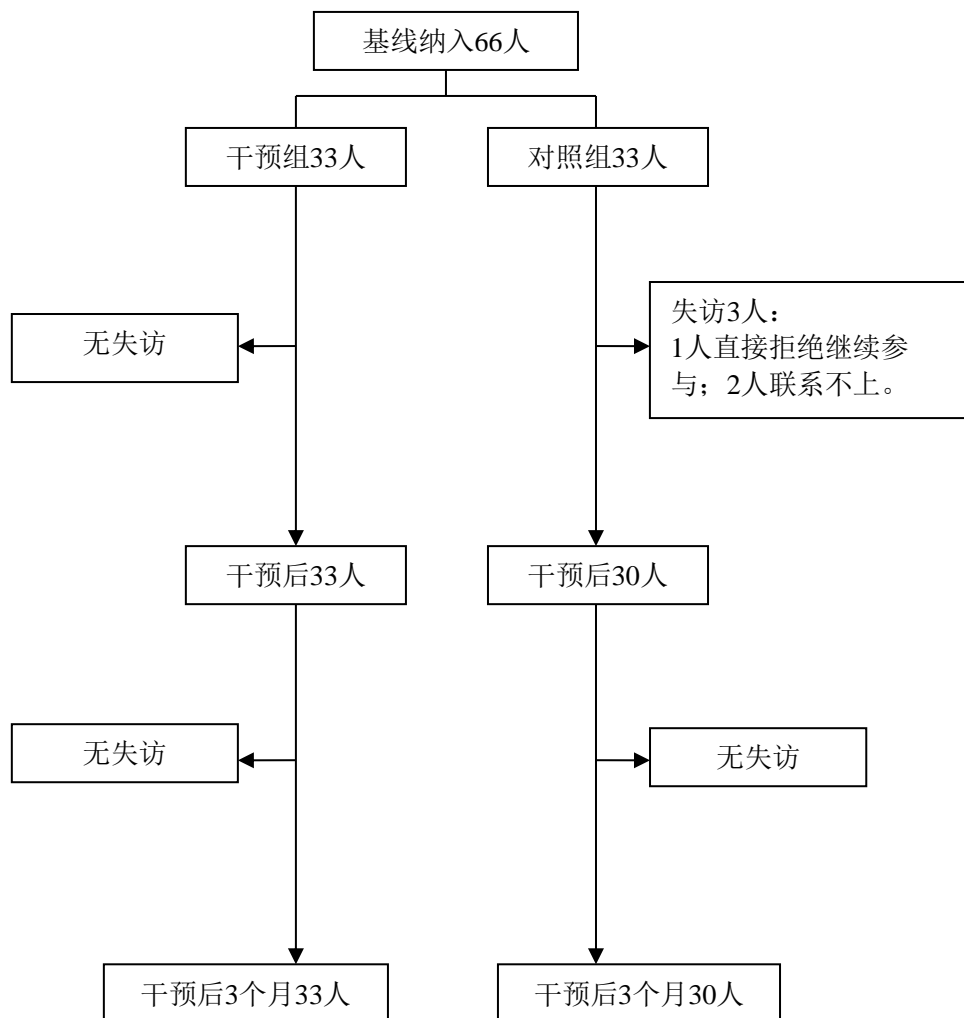 基线纳入66人
干预组33人
对照组33人
无失访
失访3人：
1人直接拒绝继续参
与；2人联系不上。
干预后33人
干预后30人
无失访
无失访
干预后3个月33人
干预后3个月30人